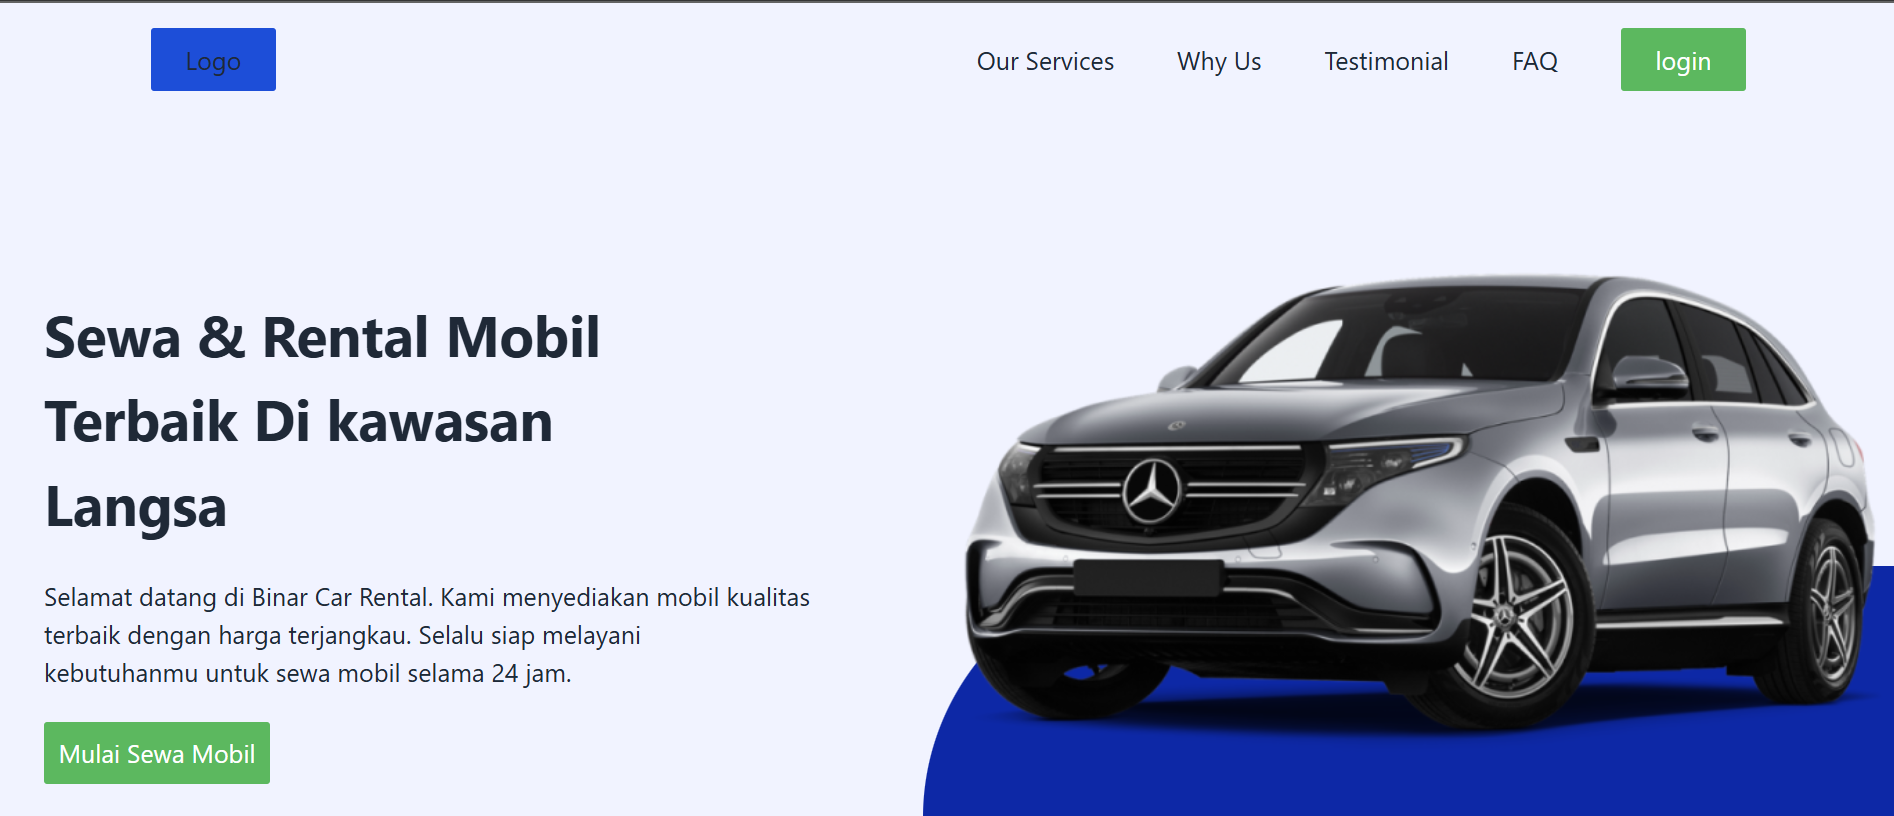 Logo
Our Services
Why Us
Testimonial
FAQ
login
Sewa & Rental Mobil
Terbaik Di kawasan
Langsa
Selamat datang di Binar Car Rental. Kami menyediakan mobil kualitas
terbaik dengan harga terjangkau. Selalu siap melayani
kebutuhanmu untuk sewa mobil selama 24 jam.
Mulai Sewa Mobil